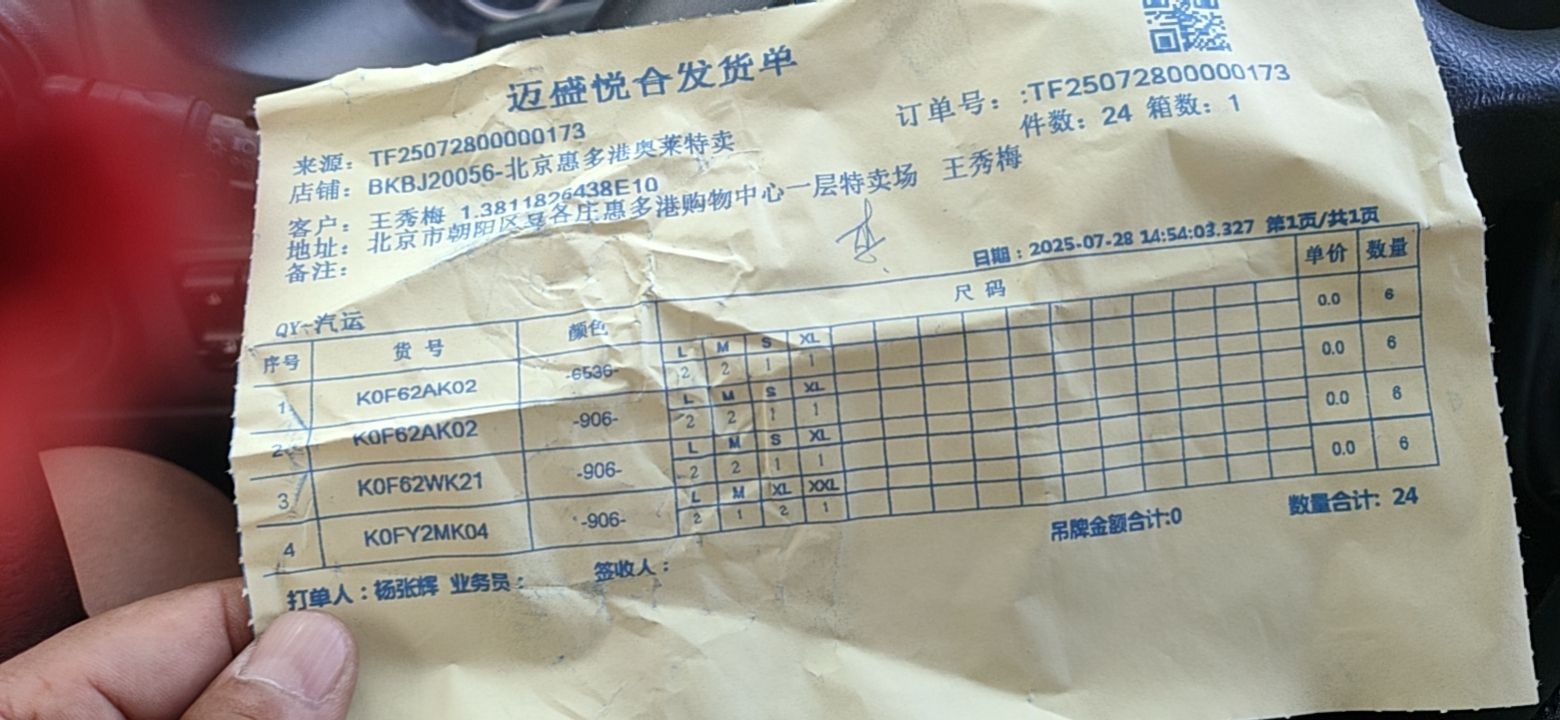 迈盛悦合发货单
来源：TF25072800000173
订单号：:TF25072800000173
店铺：BKBJ20056-北京惠多港奥莱特卖
件数：24 箱数：1
客户：王秀梅 1.3811826438E10
地址：北京市朝阳区 各庄惠多港购物中心一层特卖场 王秀梅
备注：
日期：2025-07-28 14:54:03.327 第1页/共1页
QY-汽运
序号 货号 颜色 尺码 单价 数量
L M S XL
1 K0F62AK02 -6536- 2 2 1 1 0.0 6
L M S XL
2 K0F62AK02 -906- 2 2 1 1 0.0 6
L M S XL
3 K0F62WK21 -906- 2 2 1 1 0.0 6
L M XL XXL
4 K0FY2MK04 -906- 2 1 2 1 0.0 6
吊牌金额合计:0 数量合计：24
打单人：杨张辉 业务员： 签收人：